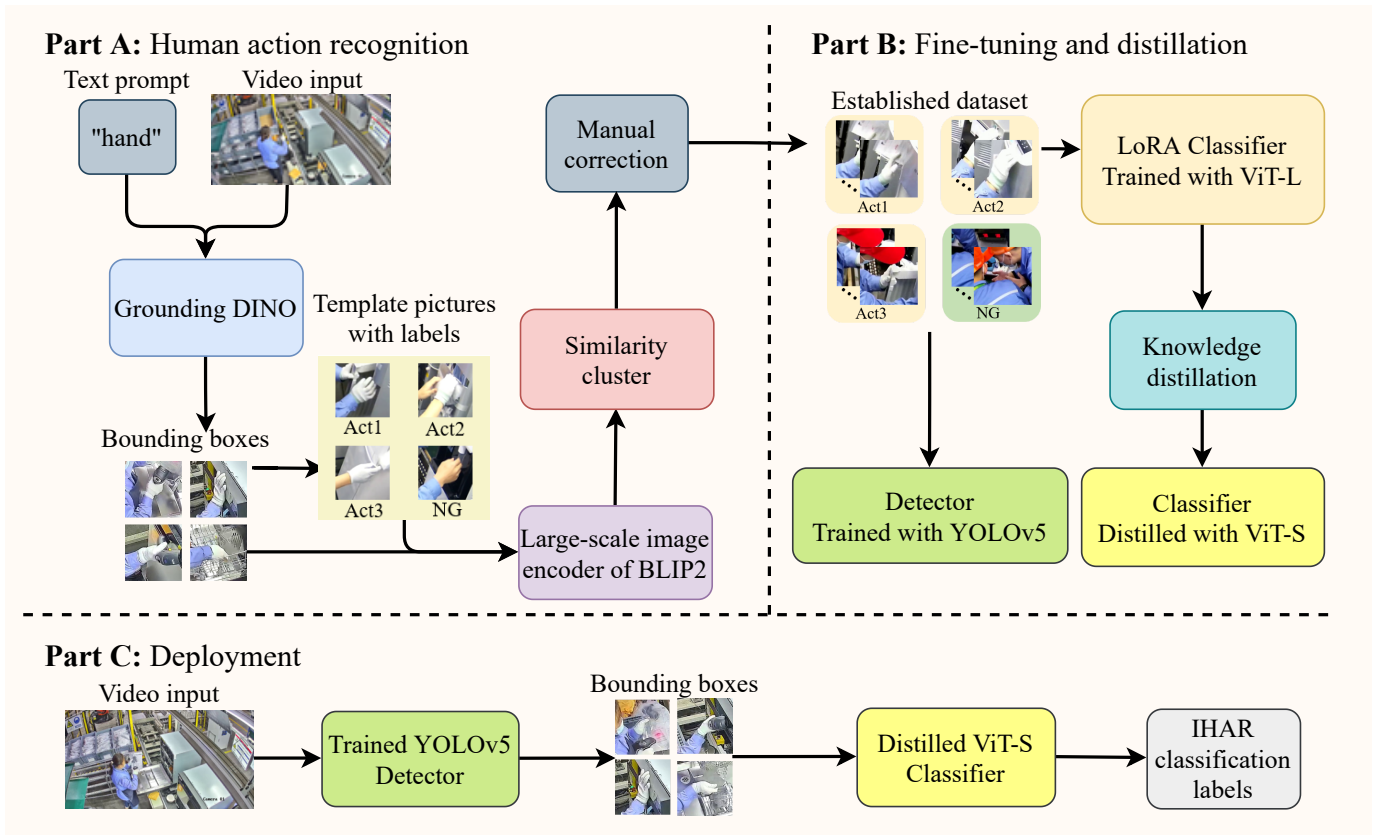 Part A: Human action recognition
Text prompt
Video input
"hand"
Grounding DINO
Bounding boxes
Template pictures
with labels
Act1
Act2
Act3
NG
Large-scale image
encoder of BLIP2
Similarity
cluster
Manual
correction
Part B: Fine-tuning and distillation
Established dataset
Act1
Act2
Act3
NG
LoRA Classifier
Trained with ViT-L
Knowledge
distillation
Detector
Trained with YOLOv5
Classifier
Distilled with ViT-S
Part C: Deployment
Video input
Camera 01
Trained YOLOv5
Detector
Bounding boxes
Distilled ViT-S
Classifier
IHAR
classification
labels